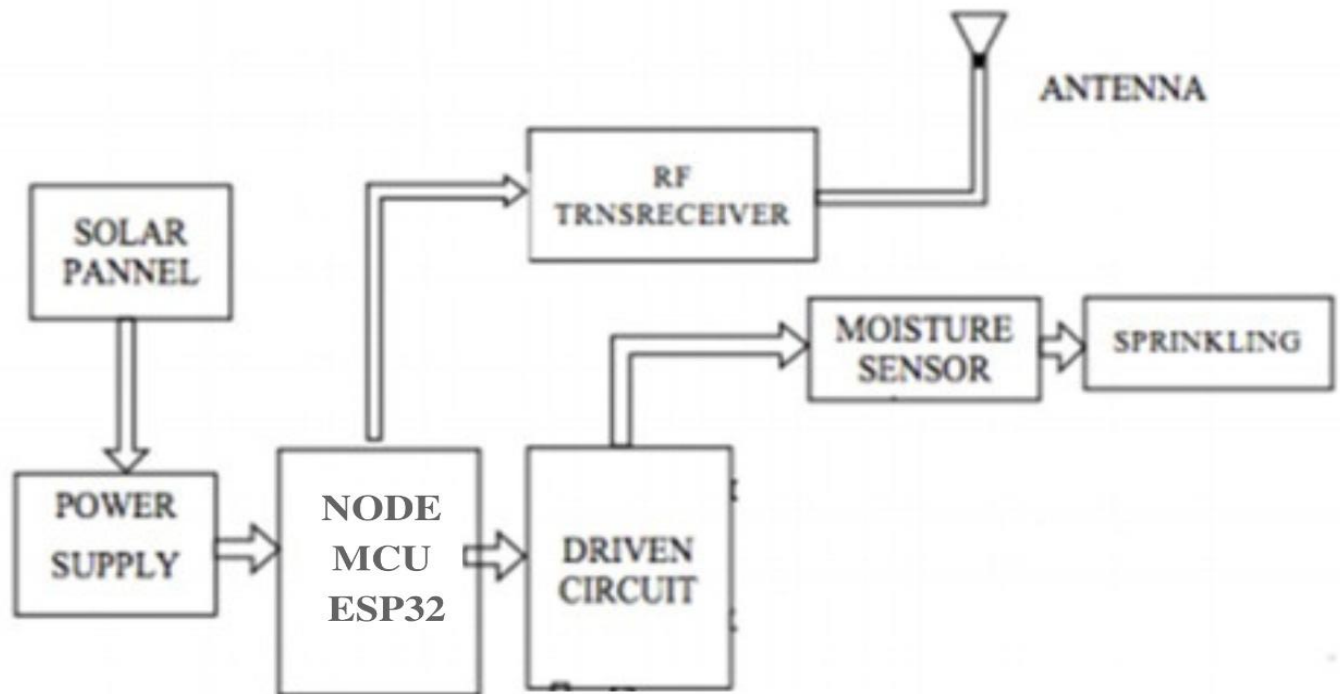 ANTENNA
RF
TRNSRECEIVER
SOLAR
PANNEL
MOISTURE
SENSOR
SPRINKLING
POWER
SUPPLY
NODE
MCU
ESP32
DRIVEN
CIRCUIT